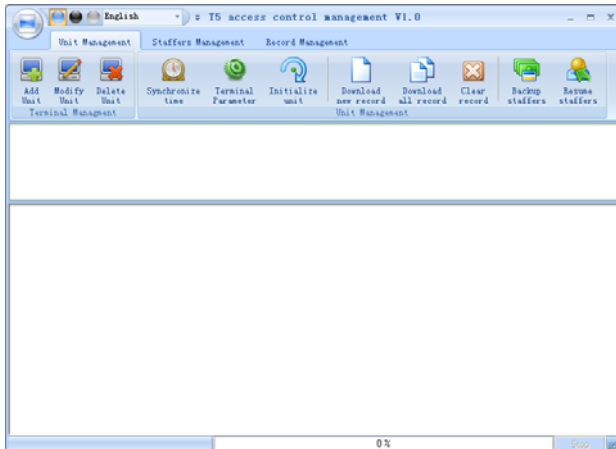 English T5 access control management V1.0
Unit Management Staffers Management Record Management
Add Unit
Modify Unit
Delete Unit
Synchronize time
Terminal Parameter
Initialize unit
Download new record
Download all record
Clear record
Backup staffers
Resume staffers
Terminal Managment
Unit Management
0%
Stop